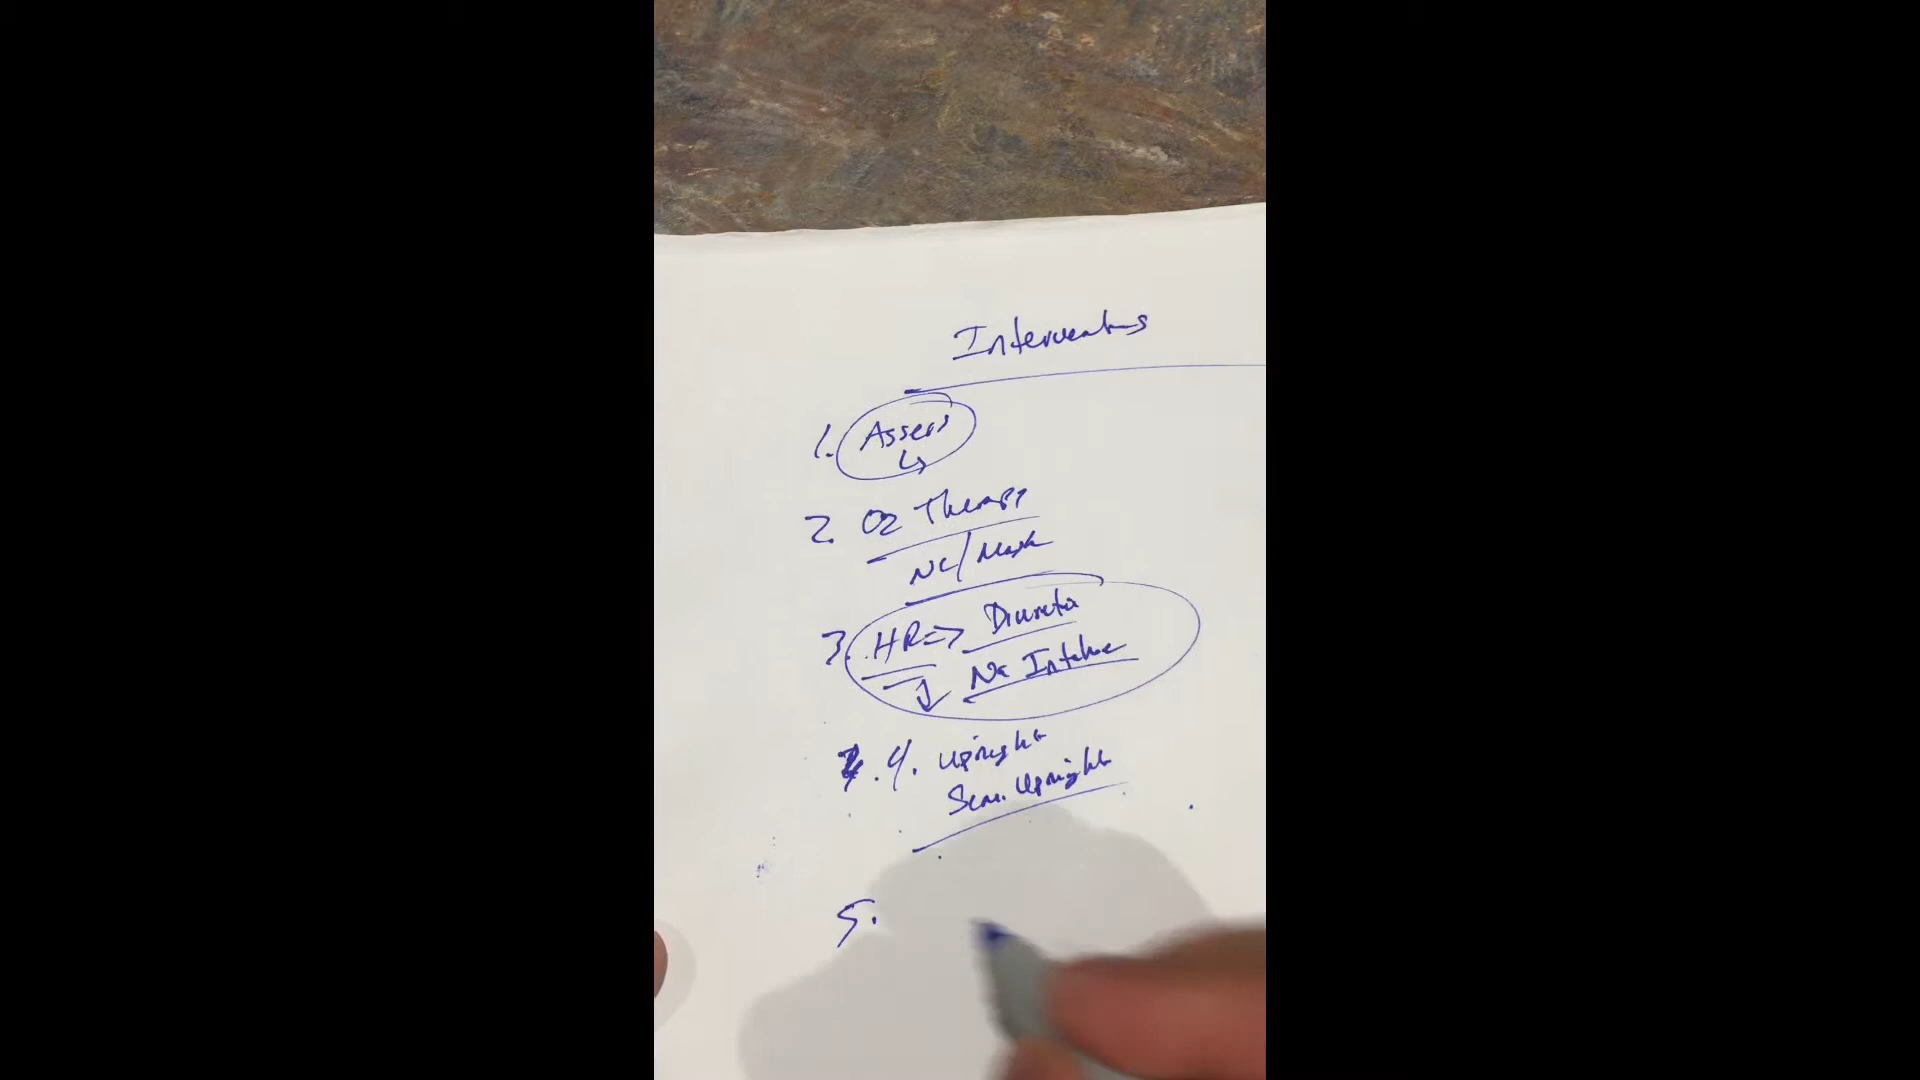 Interventions
1. Assess
↳
2. O2 Therapy
NC/Mask
3. HR => Diuretic
↓ Na Intake
4. Upright
Semi Upright
5.